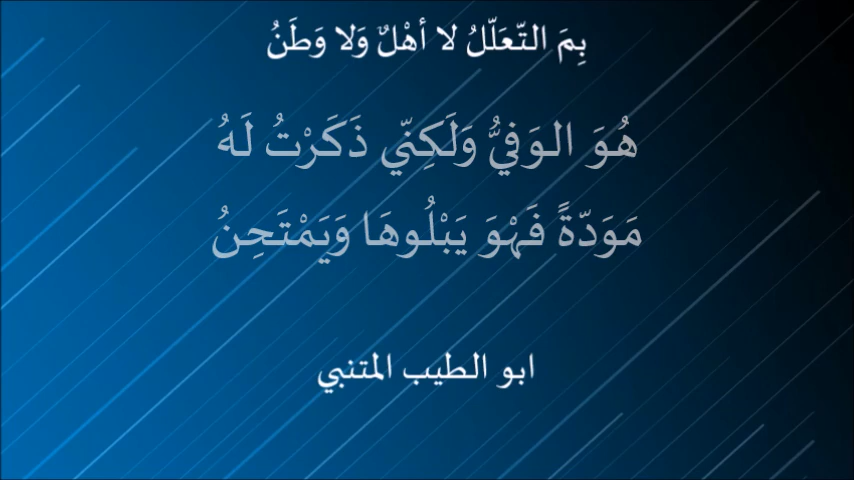 بِمَ التّعَلّلُ لا أهْلٌ وَلا وَطَنُ
هُوَ الوَفيُّ وَلَكِنّي ذَكَرْتُ لَهُ
مَوَدّةً فَهْوَ يَبْلُوهَا وَيَمْتَحِنُ
ابو الطيب المتنبي